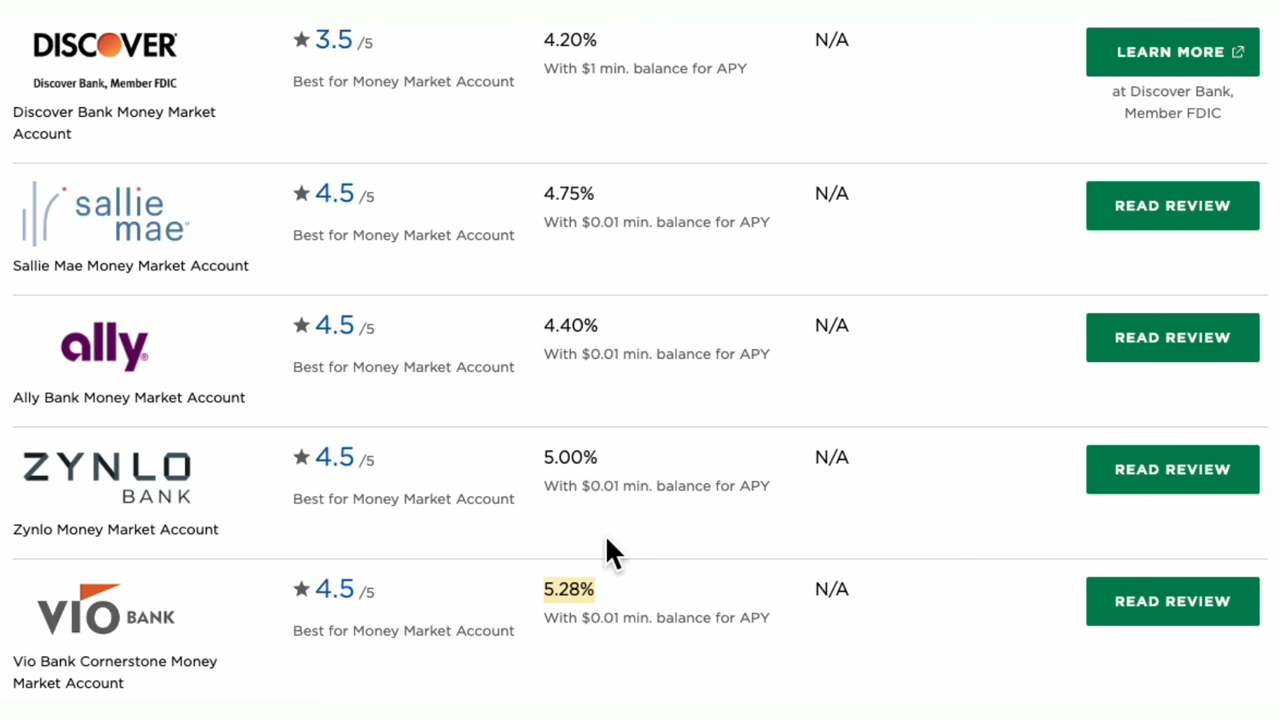 DISCOVER
Discover Bank, Member FDIC
Discover Bank Money Market
Account
3.5 /5
Best for Money Market Account
4.20%
With $1 min. balance for APY
N/A
LEARN MORE
at Discover Bank,
Member FDIC
sallie
mae
Sallie Mae Money Market Account
4.5 /5
Best for Money Market Account
4.75%
With $0.01 min. balance for APY
N/A
READ REVIEW
ally
Ally Bank Money Market Account
4.5 /5
Best for Money Market Account
4.40%
With $0.01 min. balance for APY
N/A
READ REVIEW
ZYNLO
BANK
Zynlo Money Market Account
4.5 /5
Best for Money Market Account
5.00%
With $0.01 min. balance for APY
N/A
READ REVIEW
VIO BANK
Vio Bank Cornerstone Money
Market Account
4.5 /5
Best for Money Market Account
5.28%
With $0.01 min. balance for APY
N/A
READ REVIEW